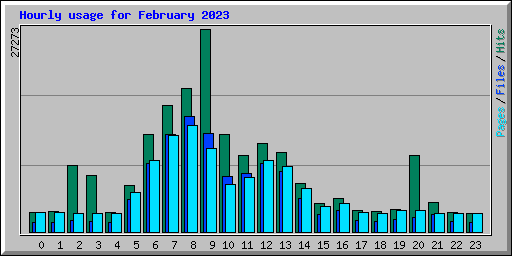 Hourly usage for February 2023
27273
Pages / Files / Hits
0 1 2 3 4 5 6 7 8 9 10 11 12 13 14 15 16 17 18 19 20 21 22 23